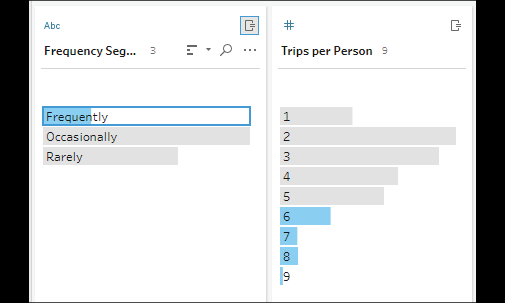 Abc
Frequency Seg... 3
Frequently
Occasionally
Rarely
#
Trips per Person 9
1
2
3
4
5
6
7
8
9